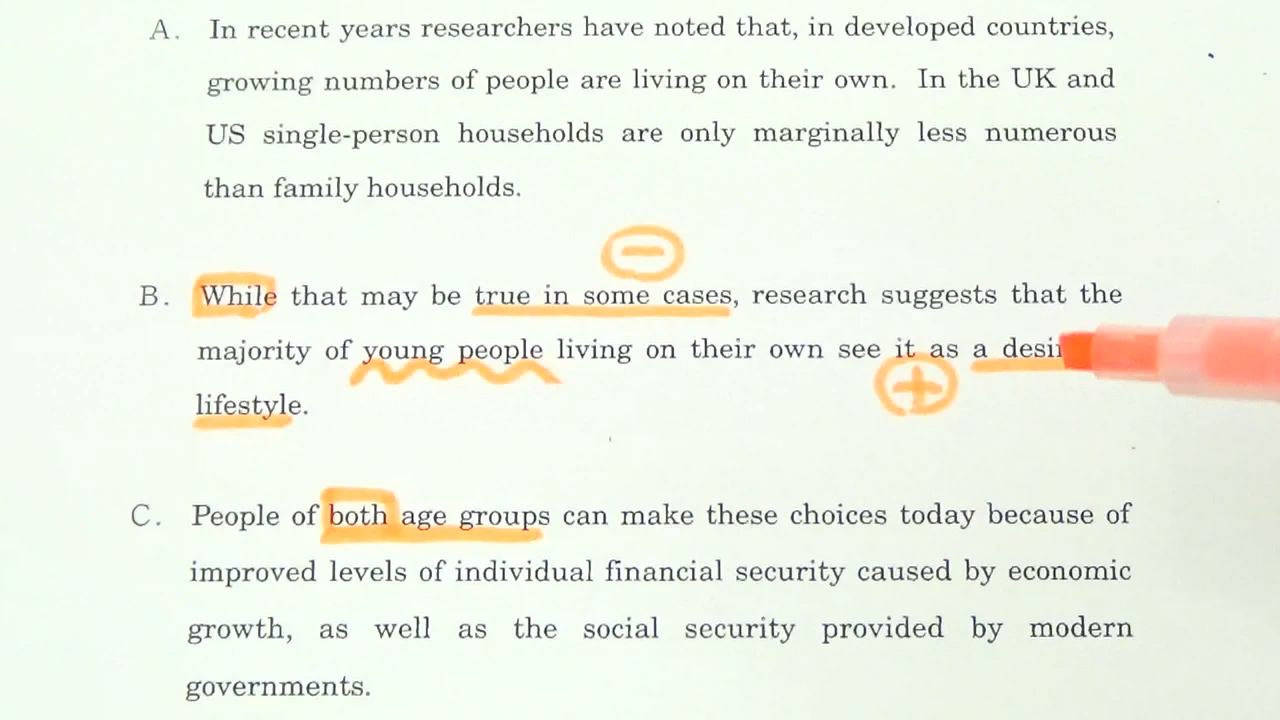 A. In recent years researchers have noted that, in developed countries,
growing numbers of people are living on their own. In the UK and
US single-person households are only marginally less numerous
than family households.
B. While that may be true in some cases, research suggests that the
majority of young people living on their own see it as a
lifestyle.
C. People of both age groups can make these choices today because of
improved levels of individual financial security caused by economic
growth, as well as the social security provided by modern
governments.